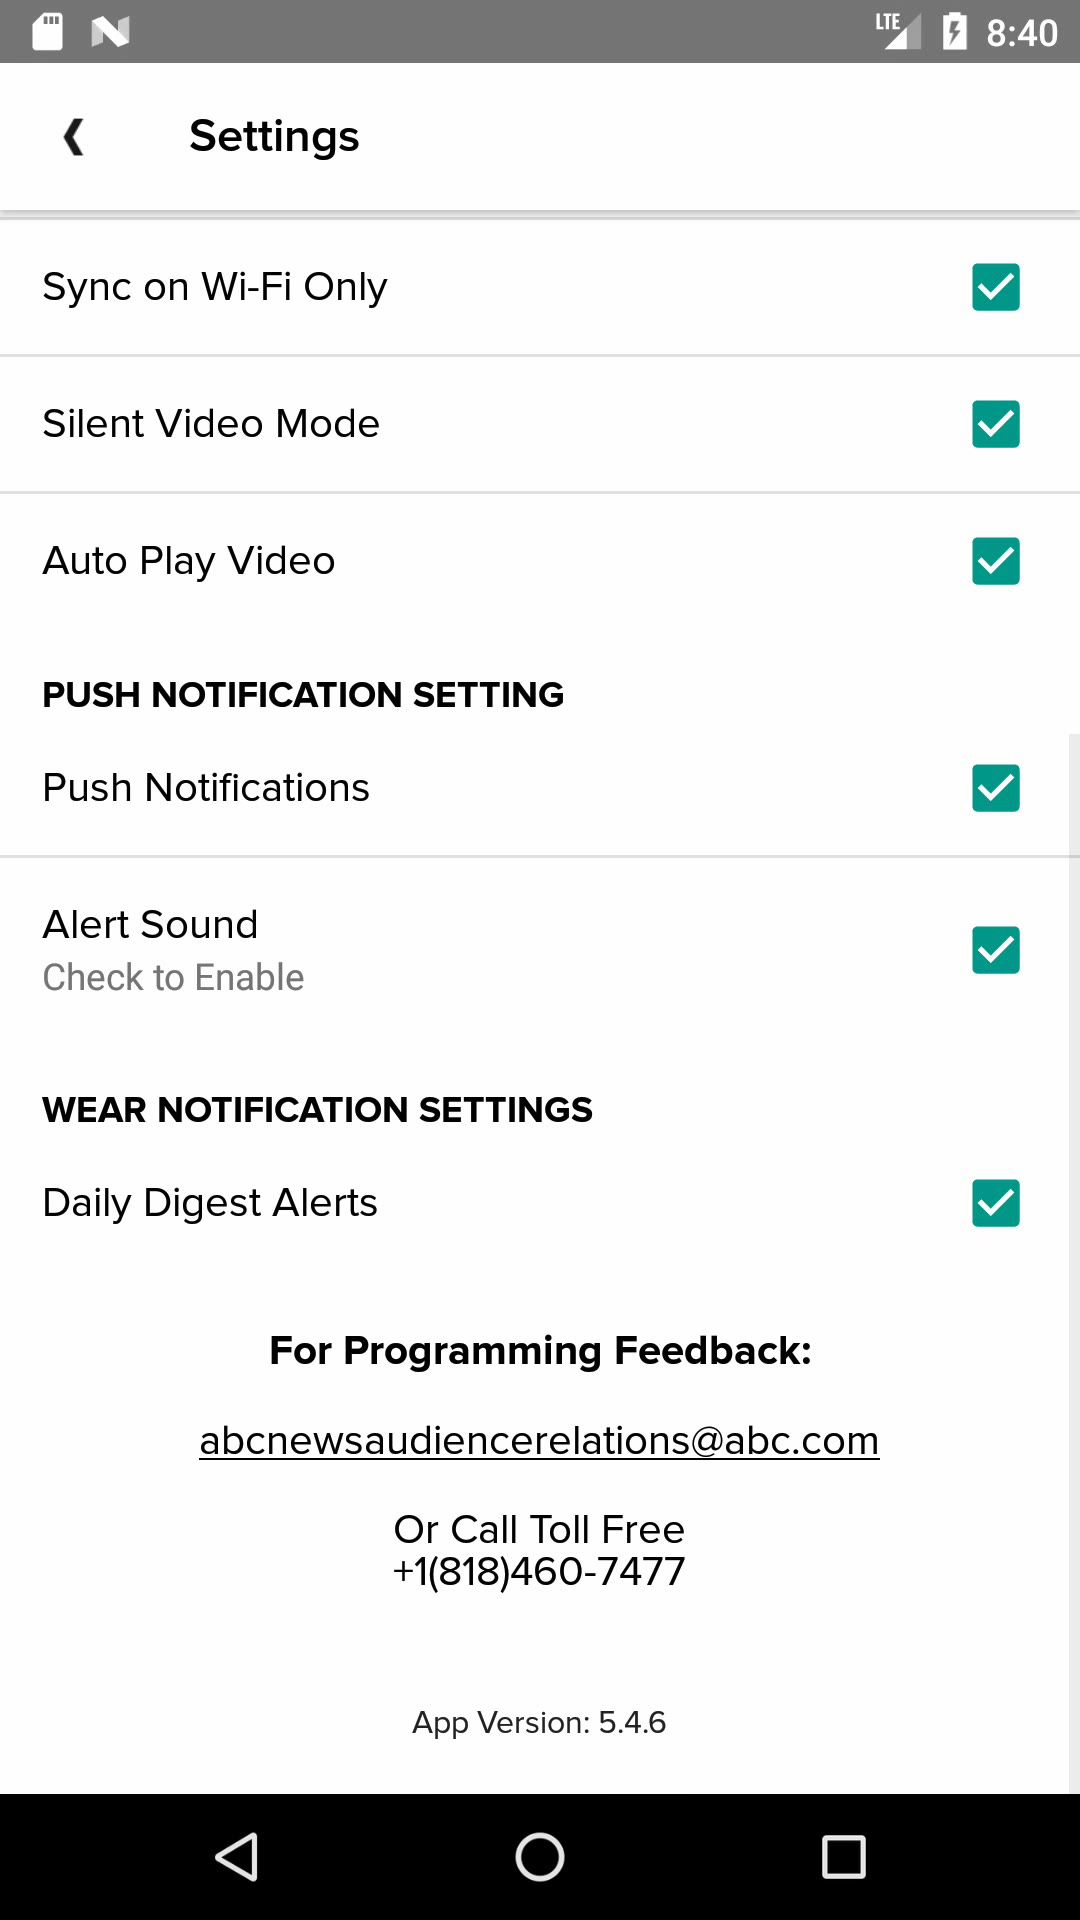 LTE 8:40
Settings
Sync on Wi-Fi Only
Silent Video Mode
Auto Play Video
PUSH NOTIFICATION SETTING
Push Notifications
Alert Sound
Check to Enable
WEAR NOTIFICATION SETTINGS
Daily Digest Alerts
For Programming Feedback:
abcnewsaudiencerelations@abc.com
Or Call Toll Free
+1(818)460-7477
App Version: 5.4.6